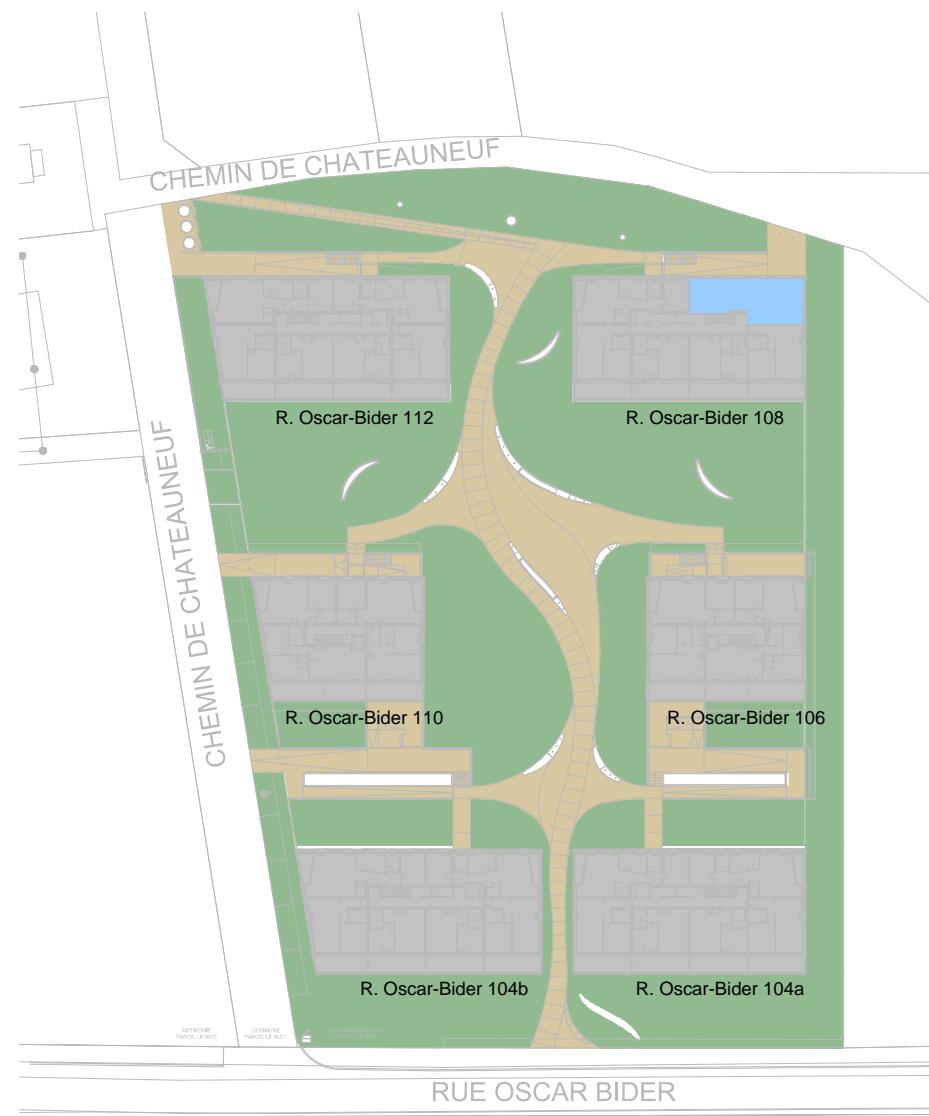 CHEMIN DE CHATEAUNEUF
R. Oscar-Bider 112
R. Oscar-Bider 108
CHEMIN DE CHATEAUNEUF
R. Oscar-Bider 110
R. Oscar-Bider 106
R. Oscar-Bider 104b
R. Oscar-Bider 104a
COMMUNE
RUE OSCAR BIDER